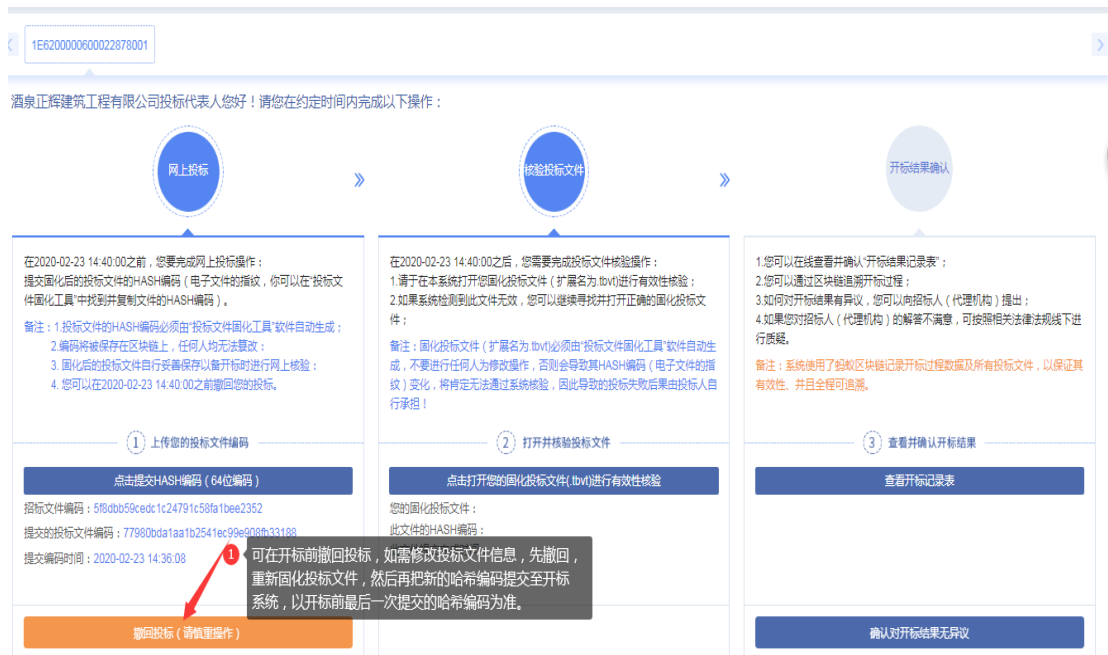 1E6200000600022878001
酒泉正辉建筑工程有限公司投标代表人您好！请您在约定时间内完成以下操作：
网上投标
核验投标文件
开标结果确认
在2020-02-23 14:40:00之前，您要完成网上投标操作：
提交固化后的投标文件的HASH编码（电子文件的指纹，你可以在“投标文
件固化工具”中找到并复制文件的HASH编码）。
备注：1.投标文件的HASH编码必须由“投标文件固化工具”软件自动生成；
2.编码将被保存在区块链上，任何人均无法篡改；
3. 固化后的投标文件自行妥善保存以备开标时进行网上核验；
4. 您可以在2020-02-23 14:40:00之前撤回您的投标。
1 上传您的投标文件编码
点击提交HASH编码（64位编码）
招标文件编码：5f8dbb59cedc1c24791c58fa1bee2352
提交的投标文件编码：77980bda1aa1b2541ec99e908fb33188
提交编码时间：2020-02-23 14:36:08
撤回投标（请慎重操作）
在2020-02-23 14:40:00之后，您需要完成投标文件核验操作：
1.请于在本系统打开您固化投标文件（扩展名为.tbvt)进行有效性核验；
2.如果系统检测到此文件无效，您可以继续寻找并打开正确的固化投标文
件；
备注：固化投标文件（扩展名为.tbvt)必须由“投标文件固化工具”软件自动生
成，不要进行任何人为修改操作，否则会导致其HASH编码（电子文件的指
纹）变化，将肯定无法通过系统核验，因此导致的投标失败后果由投标人自
行承担！
2 打开并核验投标文件
点击打开您的固化投标文件(.tbvt)进行有效性核验
您的固化投标文件：
此文件的HASH编码：
1 可在开标前撤回投标，如需修改投标文件信息，先撤回，
重新固化投标文件，然后再把新的哈希编码提交至开标
系统，以开标前最后一次提交的哈希编码为准。
1.您可以在线查看并确认“开标结果记录表”；
2.您可以通过区块链追溯开标过程；
3.如何对开标结果有异议，您可以向招标人（代理机构）提出；
4.如果您对招标人（代理机构）的解答不满意，可按照相关法律法规线下进
行质疑。
备注：系统使用了蚂蚁区块链记录开标过程数据及所有投标文件，以保证其
有效性、并且全程可追溯。
3 查看并确认开标结果
查看开标记录表
确认对开标结果无异议